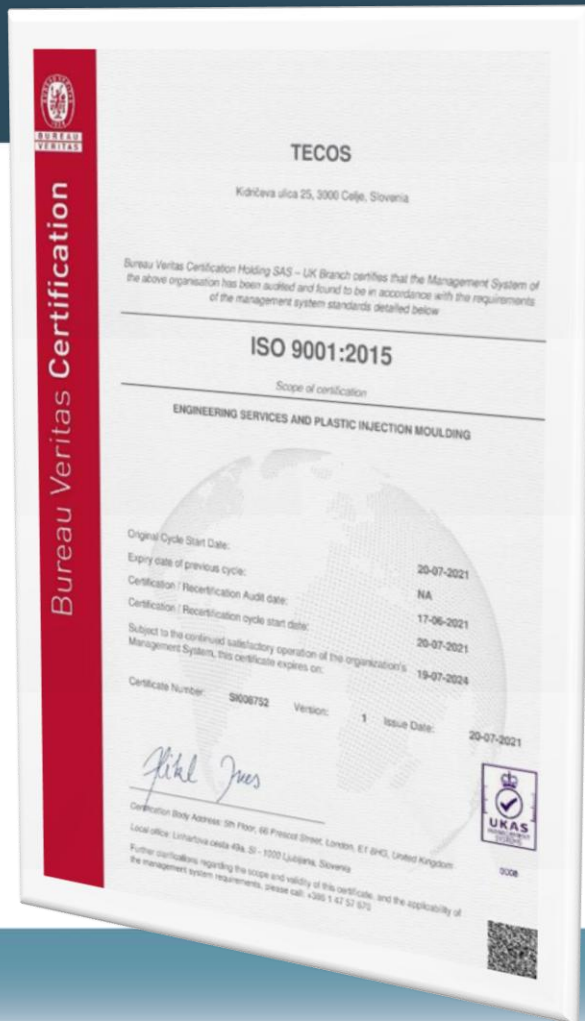 BUREAU
VERITAS
Bureau Veritas Certification
TECOS
Kidričeva ulica 25, 3000 Celje, Slovenia
Bureau Veritas Certification Holding SAS – UK Branch certifies that the Management System of
the above organisation has been audited and found to be in accordance with the requirements
of the management system standards detailed below
ISO 9001:2015
Scope of certification
ENGINEERING SERVICES AND PLASTIC INJECTION MOULDING
Original Cycle Start Date: 20-07-2021
Expiry date of previous cycle: NA
Certification / Recertification Audit date: 17-06-2021
Certification / Recertification cycle start date: 20-07-2021
Subject to the continued satisfactory operation of the organization's
Management System, this certificate expires on: 19-07-2024
Certificate Number: SI008752 Version: 1 Issue Date: 20-07-2021
Certification Body Address: 5th Floor, 66 Prescot Street, London, E1 8HG, United Kingdom
Local office: Linhartova cesta 49a, SI - 1000 Ljubljana, Slovenia
Further clarifications regarding the scope and validity of this certificate, and the applicability of
the management system requirements, please call: +386 1 47 57 670
UKAS
MANAGEMENT
SYSTEMS
0008